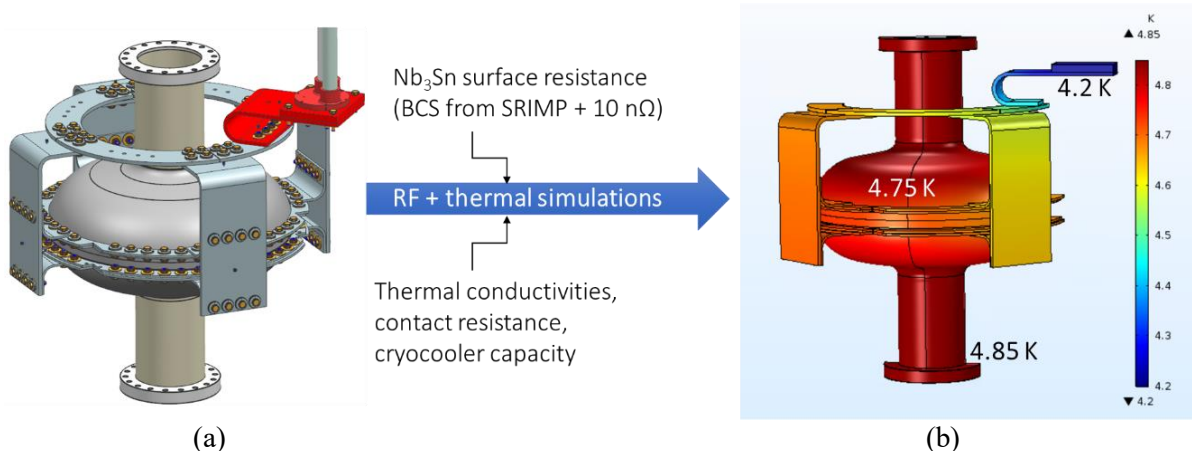 Nb₃Sn surface resistance
(BCS from SRIMP + 10 nΩ)
RF + thermal simulations
Thermal conductivities,
contact resistance,
cryocooler capacity
(a)
K
▲ 4.85
4.8
4.7
4.6
4.5
4.4
4.3
4.2
▼ 4.2
4.2 K
4.75 K
4.85 K
(b)